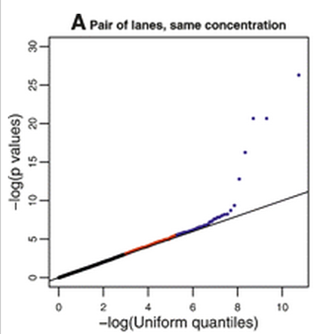 A Pair of lanes, same concentration
30
25
20
15
10
5
0
−log(p values)
0 2 4 6 8 10
−log(Uniform quantiles)